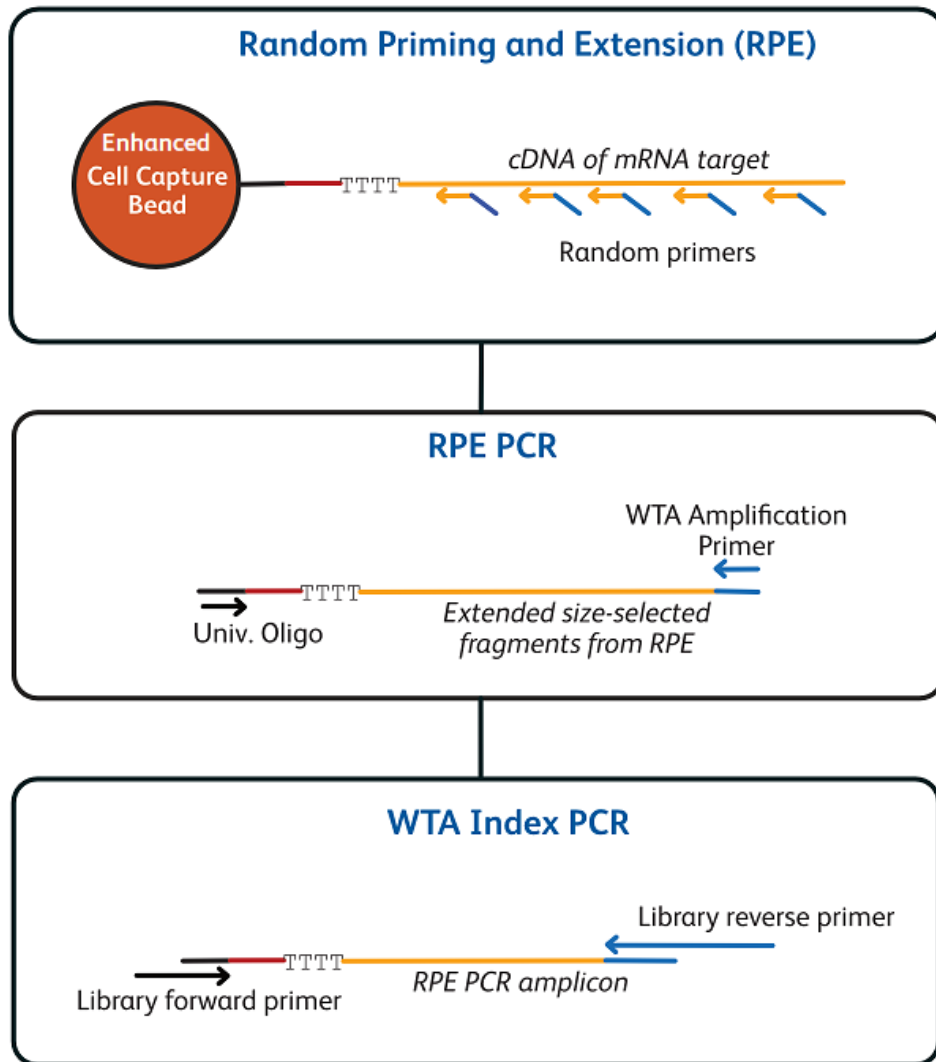 Random Priming and Extension (RPE)
Enhanced
Cell Capture
Bead
TTTT
cDNA of mRNA target
Random primers
RPE PCR
WTA Amplification
Primer
TTTT
Univ. Oligo
Extended size-selected
fragments from RPE
WTA Index PCR
Library reverse primer
TTTT
RPE PCR amplicon
Library forward primer